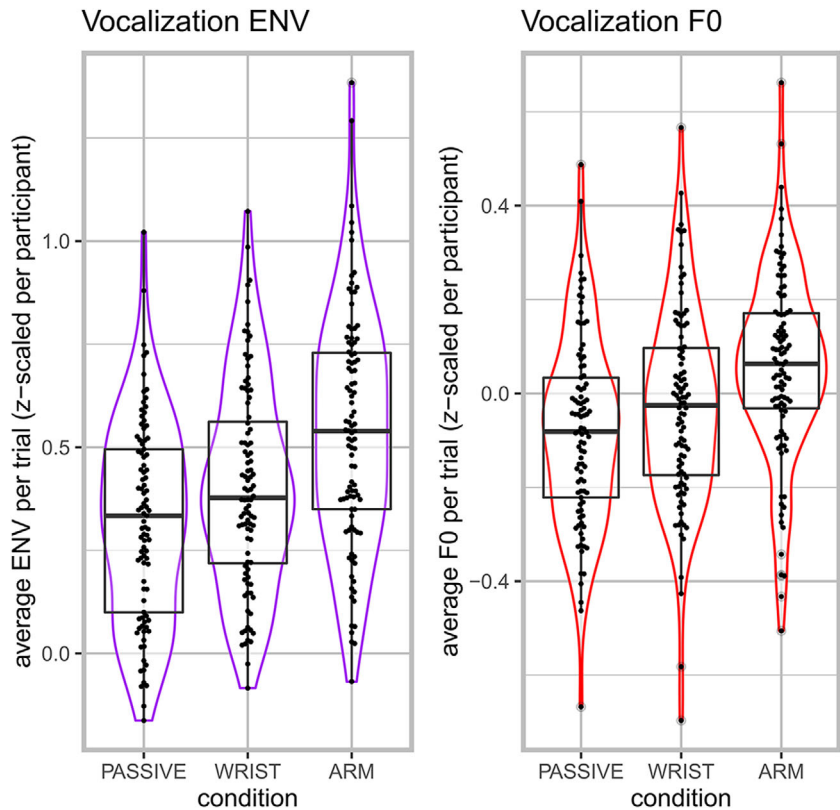 Vocalization ENV
average ENV per trial (z−scaled per participant)
1.0
0.5
0.0
PASSIVE WRIST ARM
condition
Vocalization F0
average F0 per trial (z−scaled per participant)
0.4
0.0
−0.4
PASSIVE WRIST ARM
condition